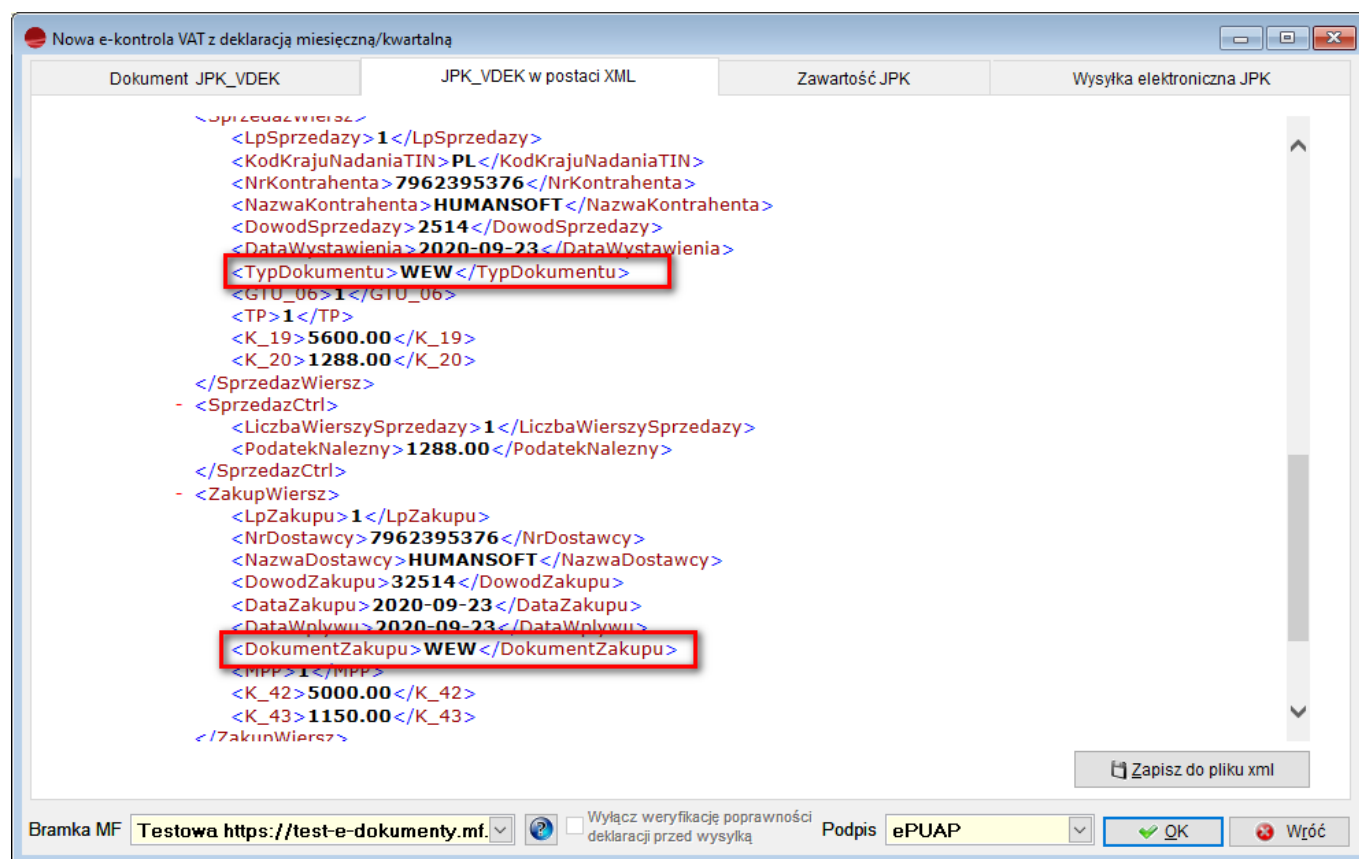 Nowa e-kontrola VAT z deklaracją miesięczną/kwartalną
Dokument JPK_VDEK
JPK_VDEK w postaci XML
Zawartość JPK
Wysyłka elektroniczna JPK
<SprzedazWiersz>
<LpSprzedazy>1</LpSprzedazy>
<KodKrajuNadaniaTIN>PL</KodKrajuNadaniaTIN>
<NrKontrahenta>7962395376</NrKontrahenta>
<NazwaKontrahenta>HUMANSOFT</NazwaKontrahenta>
<DowodSprzedazy>2514</DowodSprzedazy>
<DataWystawienia>2020-09-23</DataWystawienia>
<TypDokumentu>WEW</TypDokumentu>
<GTU_06>1</GTU_06>
<TP>1</TP>
<K_19>5600.00</K_19>
<K_20>1288.00</K_20>
</SprzedazWiersz>
- <SprzedazCtrl>
<LiczbaWierszySprzedazy>1</LiczbaWierszySprzedazy>
<PodatekNalezny>1288.00</PodatekNalezny>
</SprzedazCtrl>
- <ZakupWiersz>
<LpZakupu>1</LpZakupu>
<NrDostawcy>7962395376</NrDostawcy>
<NazwaDostawcy>HUMANSOFT</NazwaDostawcy>
<DowodZakupu>32514</DowodZakupu>
<DataZakupu>2020-09-23</DataZakupu>
<DataWplywu>2020-09-23</DataWplywu>
<DokumentZakupu>WEW</DokumentZakupu>
<MPP>1</MPP>
<K_42>5000.00</K_42>
<K_43>1150.00</K_43>
</ZakupWiersz>
Zapisz do pliku xml
Bramka MF
Testowa https://test-e-dokumenty.mf.
Wyłącz weryfikację poprawności
deklaracji przed wysyłką
Podpis
ePUAP
OK
Wróć